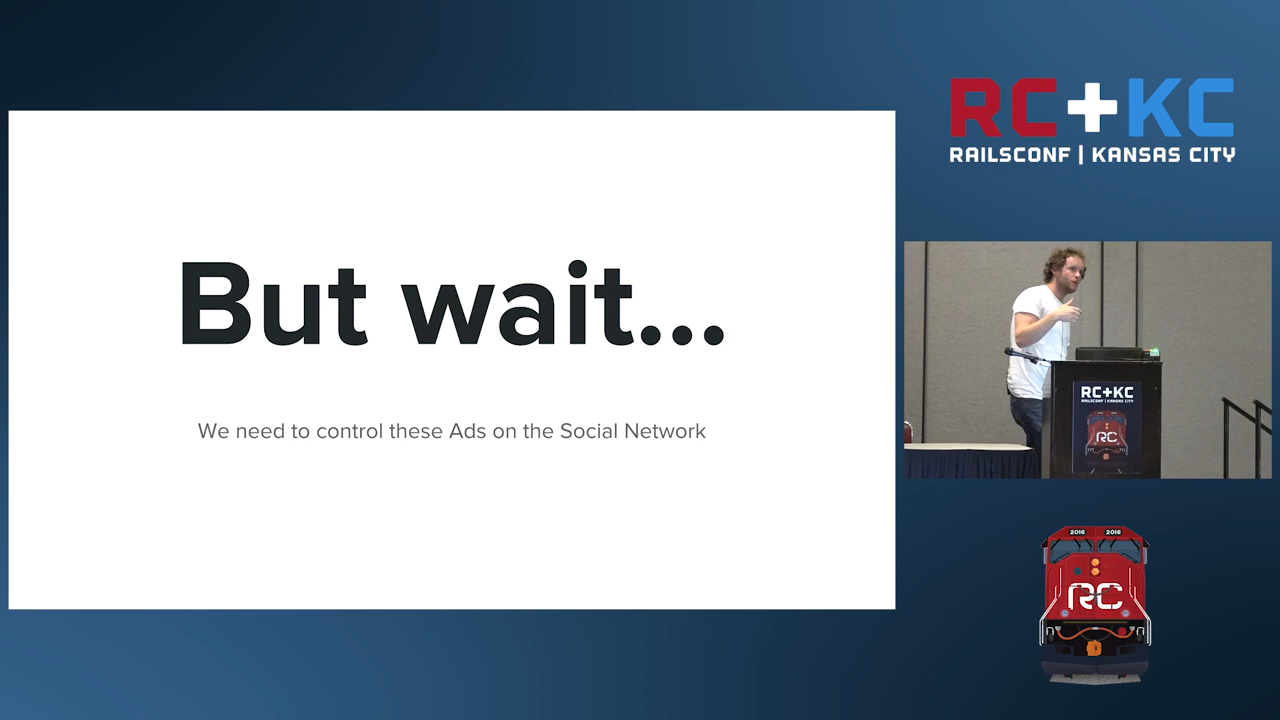 But wait...
We need to control these Ads on the Social Network
RC+KC
RAILSCONF | KANSAS CITY
RC+KC
RAILSCONF | KANSAS CITY
RC
2016 2016
RC